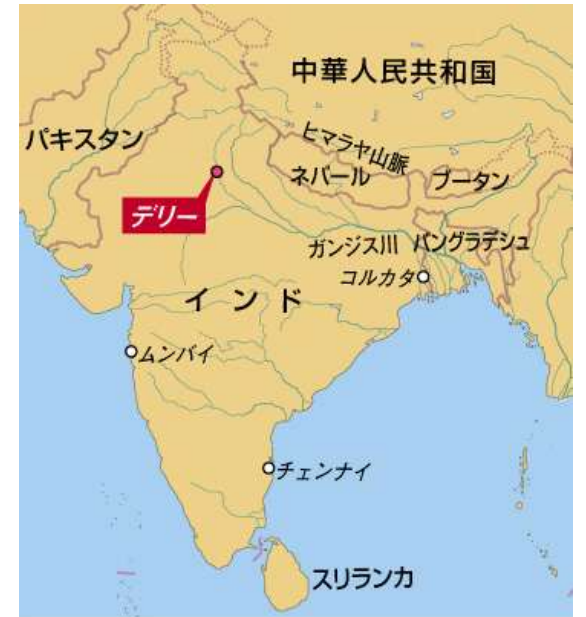 中華人民共和国
パキスタン
ヒマラヤ山脈
ネパール
ブータン
デリー
ガンジス川
バングラデシュ
コルカタ
インド
ムンバイ
チェンナイ
スリランカ